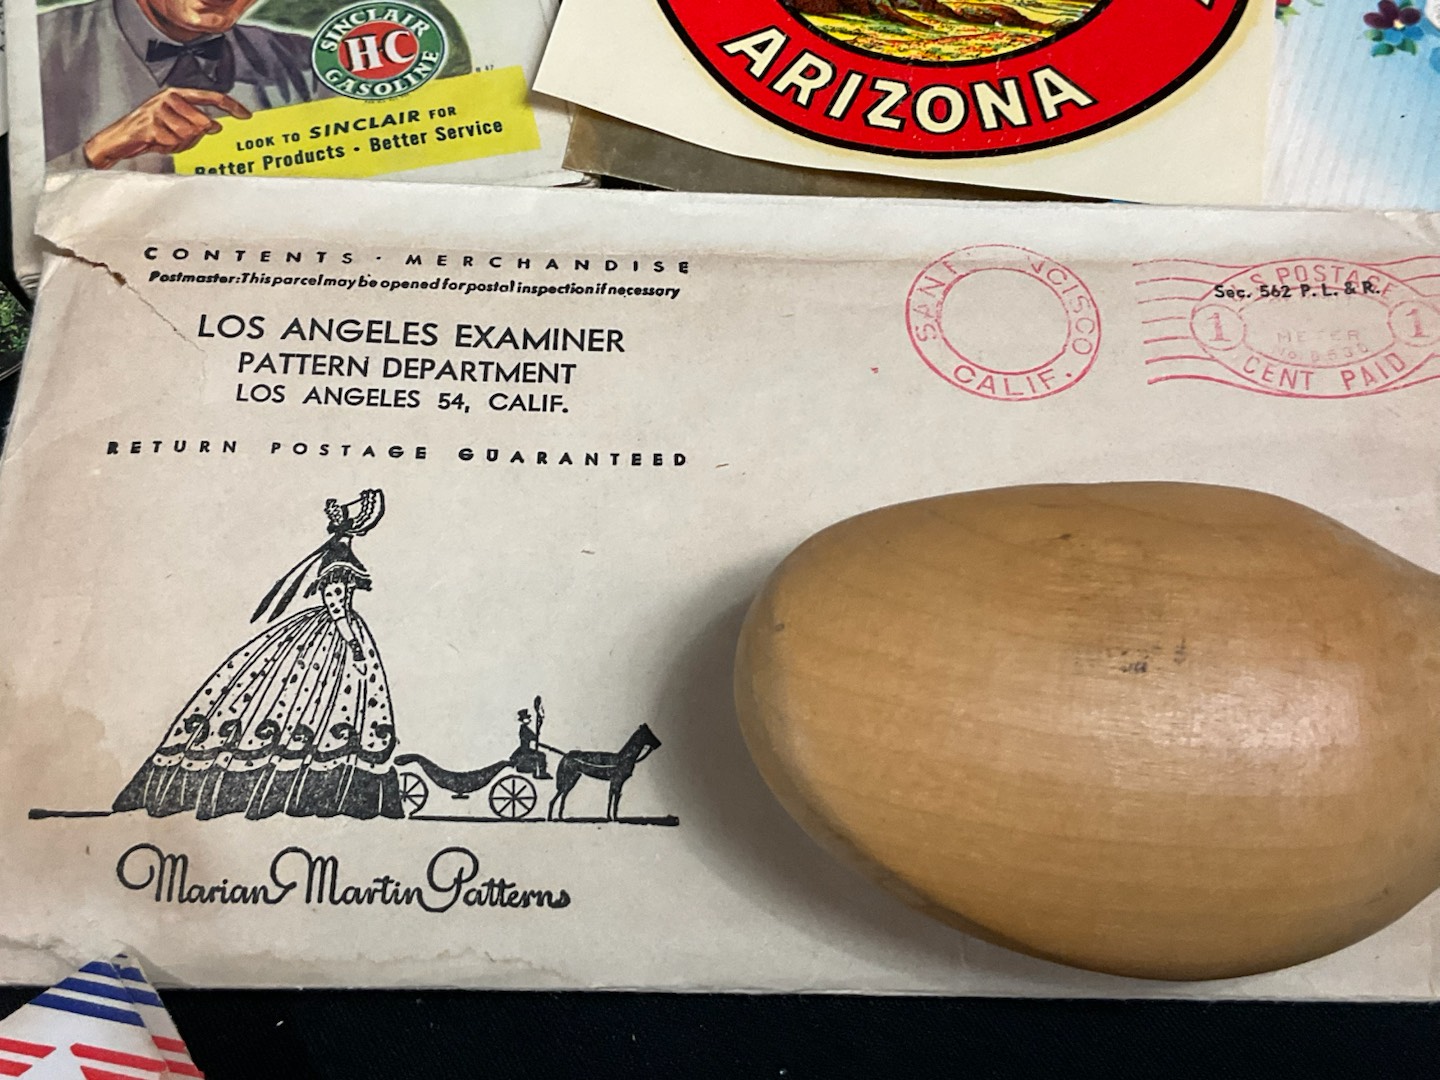 SINCLAIR
H-C
GASOLINE
LOOK TO SINCLAIR FOR
Better Products • Better Service
ARIZONA
CONTENTS - MERCHANDISE
Postmaster: This parcel may be opened for postal inspection if necessary
LOS ANGELES EXAMINER
PATTERN DEPARTMENT
LOS ANGELES 54, CALIF.
RETURN POSTAGE GUARANTEED
Marian Martin Patterns
CALIF.
POSTAGE
Sec. 562 P. L. & R.
1 METER 1
CENT PAID